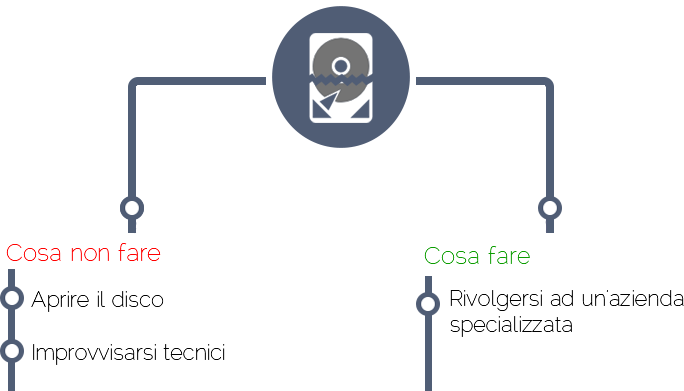 Cosa non fare
Aprire il disco
Improvvisarsi tecnici
Cosa fare
Rivolgersi ad un'azienda
specializzata